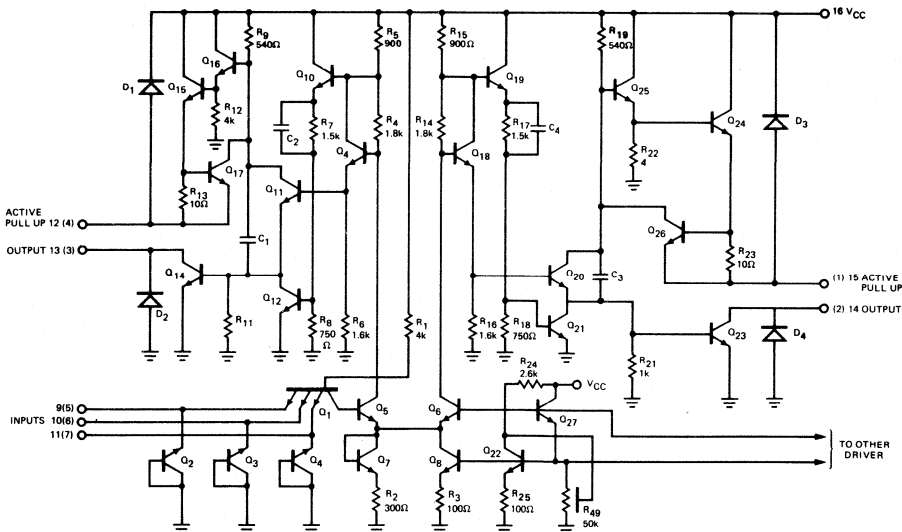 16 VCC
R9
540Ω
R5
900
R15
900Ω
R19
540Ω
Q16
Q10
Q19
Q15
D1
Q25
Q24
D3
R12
4k
R7
1.5k
C2
R4
1.8k
R14
1.8k
R17
1.5k
C4
Q4
Q18
R22
4
Q17
Q11
R13
10Ω
Q26
R23
10Ω
ACTIVE
PULL UP 12 (4)
C1
OUTPUT 13 (3)
Q20
C3
(1) 15 ACTIVE
PULL UP
Q14
Q12
Q21
(2) 14 OUTPUT
D2
R11
R8
750
Ω
R6
1.6k
R1
4k
R16
1.6k
R18
750Ω
R21
1k
Q23
D4
R24
2.6k
VCC
9(5)
INPUTS 10(6)
11(7)
Q1
Q5
Q6
Q27
TO OTHER
DRIVER
Q2
Q3
Q4
Q7
Q8
Q22
R2
300Ω
R3
100Ω
R25
100Ω
R49
50k